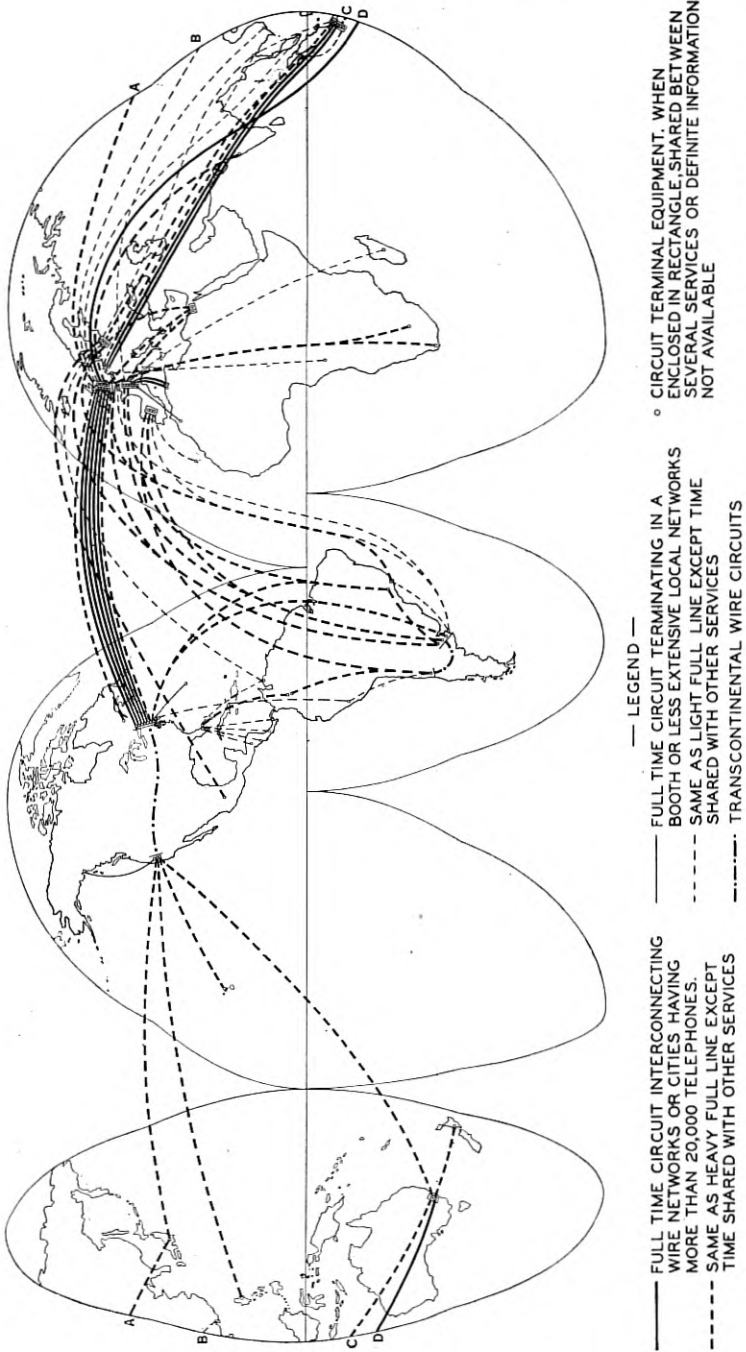 A
B
C
D
A
B
C
D
— LEGEND —
FULL TIME CIRCUIT INTERCONNECTING
WIRE NETWORKS OR CITIES HAVING
MORE THAN 20,000 TELEPHONES.
SAME AS HEAVY FULL LINE EXCEPT
TIME SHARED WITH OTHER SERVICES
FULL TIME CIRCUIT TERMINATING IN A
BOOTH OR LESS EXTENSIVE LOCAL NETWORKS
SAME AS LIGHT FULL LINE EXCEPT TIME
SHARED WITH OTHER SERVICES
TRANSCONTINENTAL WIRE CIRCUITS
CIRCUIT TERMINAL EQUIPMENT. WHEN
ENCLOSED IN RECTANGLE, SHARED BETWEEN
SEVERAL SERVICES OR DEFINITE INFORMATION
NOT AVAILABLE